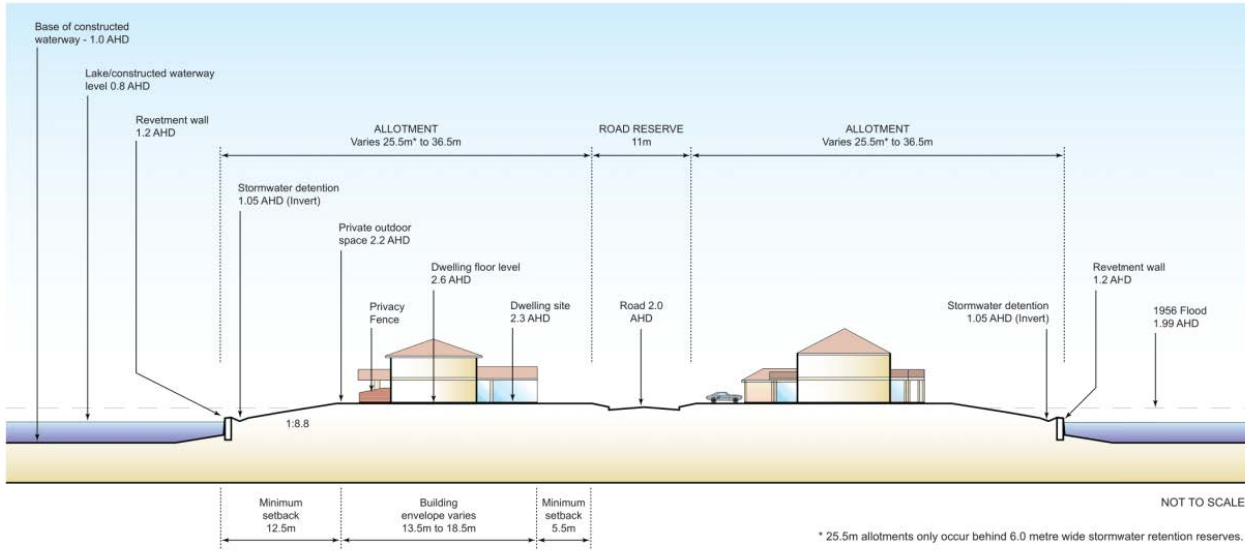 Base of constructed
waterway - 1.0 AHD
Lake/constructed waterway
level 0.8 AHD
Revetment wall
1.2 AHD
ALLOTMENT
Varies 25.5m* to 36.5m
ROAD RESERVE
11m
ALLOTMENT
Varies 25.5m* to 36.5m
Stormwater detention
1.05 AHD (Invert)
Private outdoor
space 2.2 AHD
Dwelling floor level
2.6 AHD
Privacy
Fence
Dwelling site
2.3 AHD
Road 2.0
AHD
Stormwater detention
1.05 AHD (Invert)
Revetment wall
1.2 AHD
1956 Flood
1.99 AHD
1:8.8
Minimum
setback
12.5m
Building
envelope varies
13.5m to 18.5m
Minimum
setback
5.5m
NOT TO SCALE
* 25.5m allotments only occur behind 6.0 metre wide stormwater retention reserves.